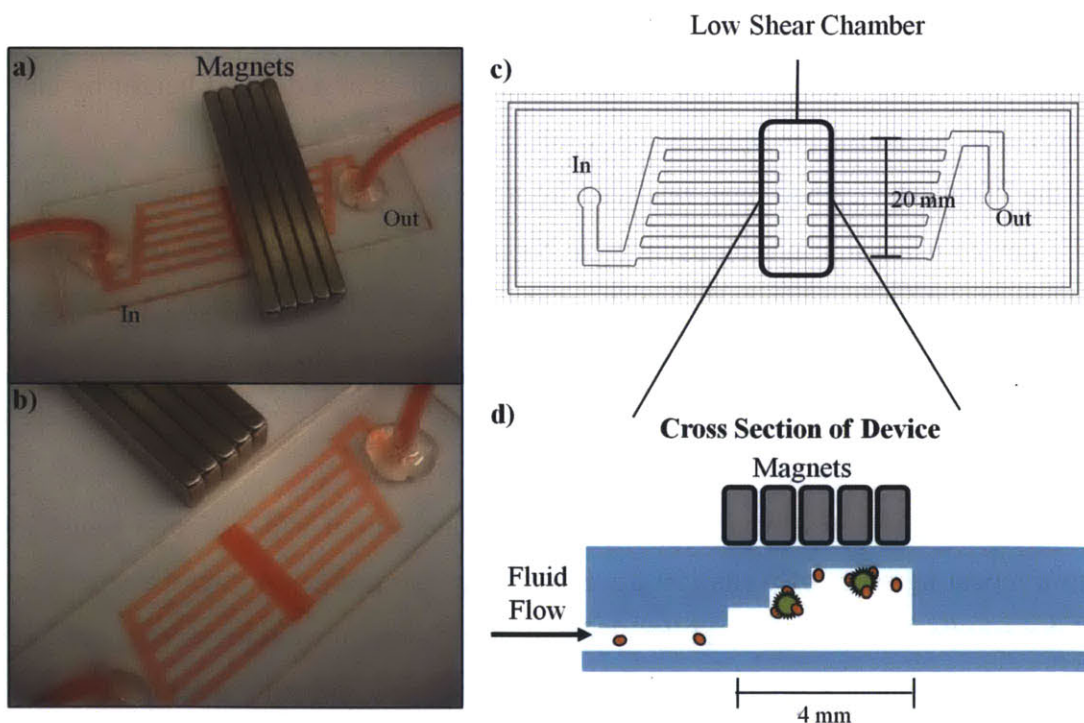 a)
Magnets
Out
In
b)
Low Shear Chamber
c)
In
20 mm
Out
d)
Cross Section of Device
Magnets
Fluid
Flow
4 mm